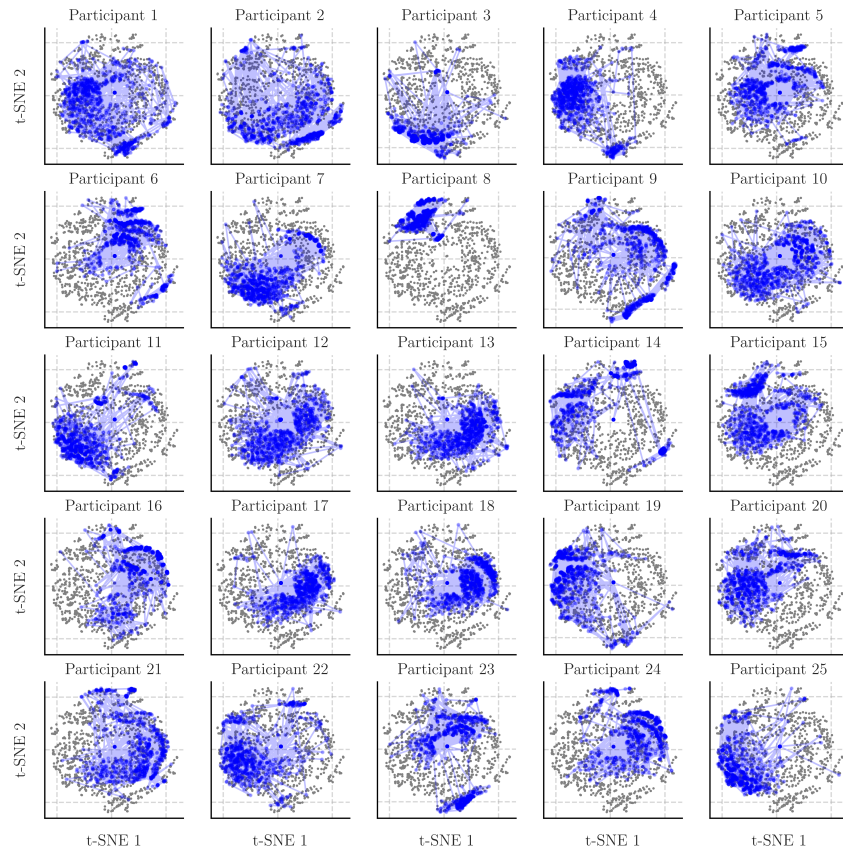 Participant 1 Participant 2 Participant 3 Participant 4 Participant 5
t-SNE 2
Participant 6 Participant 7 Participant 8 Participant 9 Participant 10
t-SNE 2
Participant 11 Participant 12 Participant 13 Participant 14 Participant 15
t-SNE 2
Participant 16 Participant 17 Participant 18 Participant 19 Participant 20
t-SNE 2
Participant 21 Participant 22 Participant 23 Participant 24 Participant 25
t-SNE 2
t-SNE 1 t-SNE 1 t-SNE 1 t-SNE 1 t-SNE 1